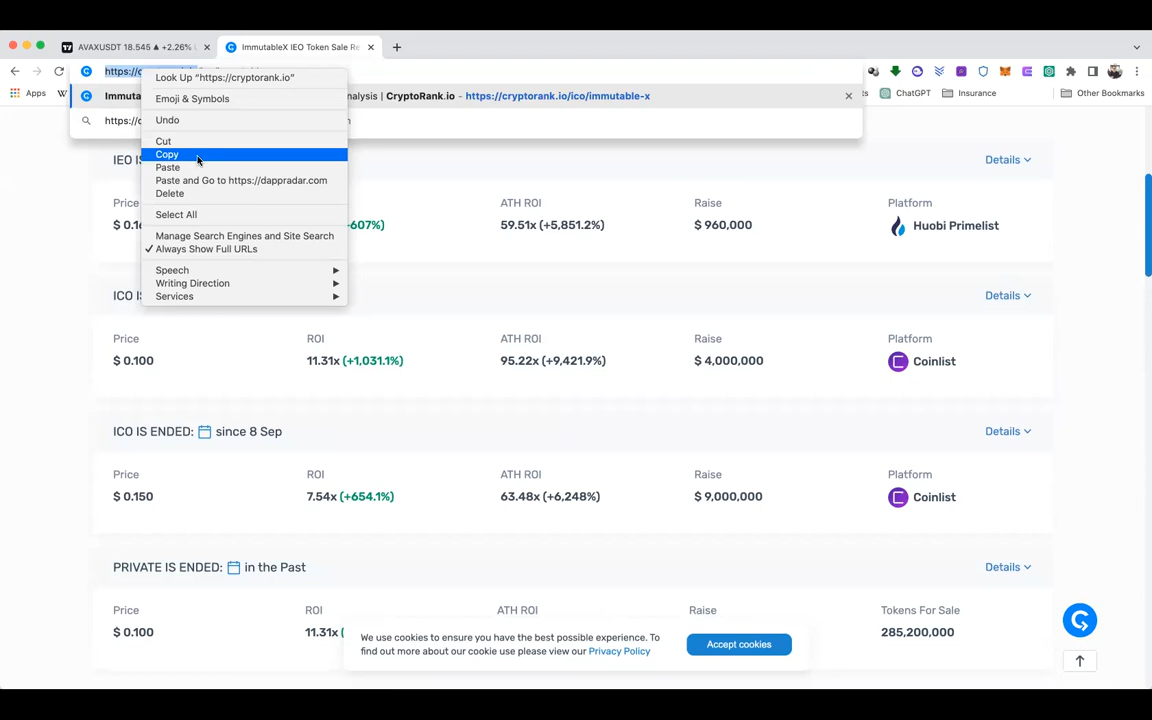 AVAXUSDT 18.545 ▲ +2.26%
ImmutableX IEO Token Sale Re
https://c
Look Up “https://cryptorank.io”
Emoji & Symbols
Undo
Cut
Copy
Paste
Paste and Go to https://dappradar.com
Delete
Select All
Manage Search Engines and Site Search
✓ Always Show Full URLs
Speech
Writing Direction
Services
Immuta
nalysis | CryptoRank.io - https://cryptorank.io/ico/immutable-x
https://c
Apps
W
ts
ChatGPT
Insurance
Other Bookmarks
IEO IS
Details
Price
ATH ROI
Raise
Platform
$ 0.16
607%)
59.51x (+5,851.2%)
$ 960,000
Huobi Primelist
ICO IS
Details
Price
ROI
ATH ROI
Raise
Platform
$ 0.100
11.31x (+1,031.1%)
95.22x (+9,421.9%)
$ 4,000,000
Coinlist
ICO IS ENDED: since 8 Sep
Details
Price
ROI
ATH ROI
Raise
Platform
$ 0.150
7.54x (+654.1%)
63.48x (+6,248%)
$ 9,000,000
Coinlist
PRIVATE IS ENDED: in the Past
Details
Price
ROI
ATH ROI
Raise
Tokens For Sale
$ 0.100
11.31x (
285,200,000
We use cookies to ensure you have the best possible experience. To
find out more about our cookie use please view our Privacy Policy
Accept cookies